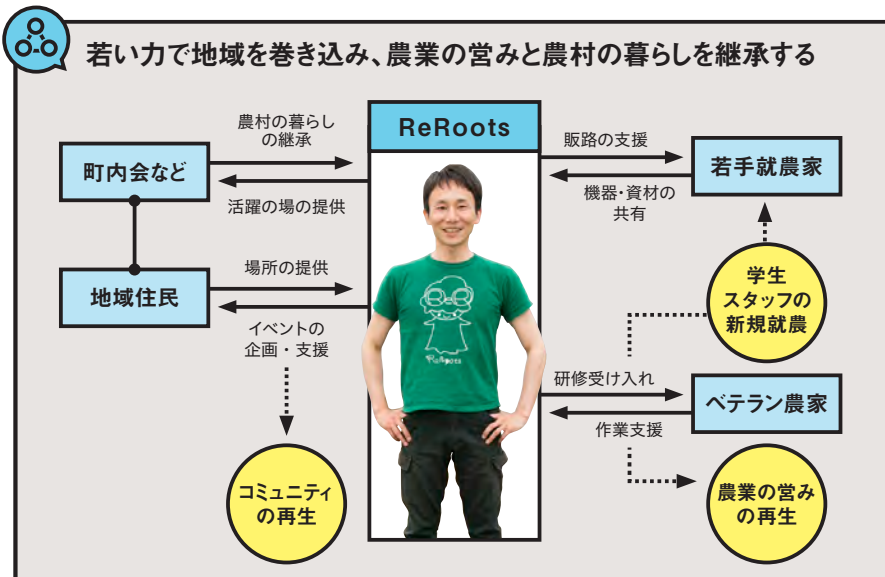 若い力で地域を巻き込み、農業の営みと農村の暮らしを継承する
ReRoots
町内会など
農村の暮らし
の継承
活躍の場の提供
地域住民
場所の提供
イベントの
企画・支援
コミュニティ
の再生
ReRoots
販路の支援
機器・資材の
共有
若手就農家
学生
スタッフの
新規就農
研修受け入れ
作業支援
ベテラン農家
農業の営み
の再生